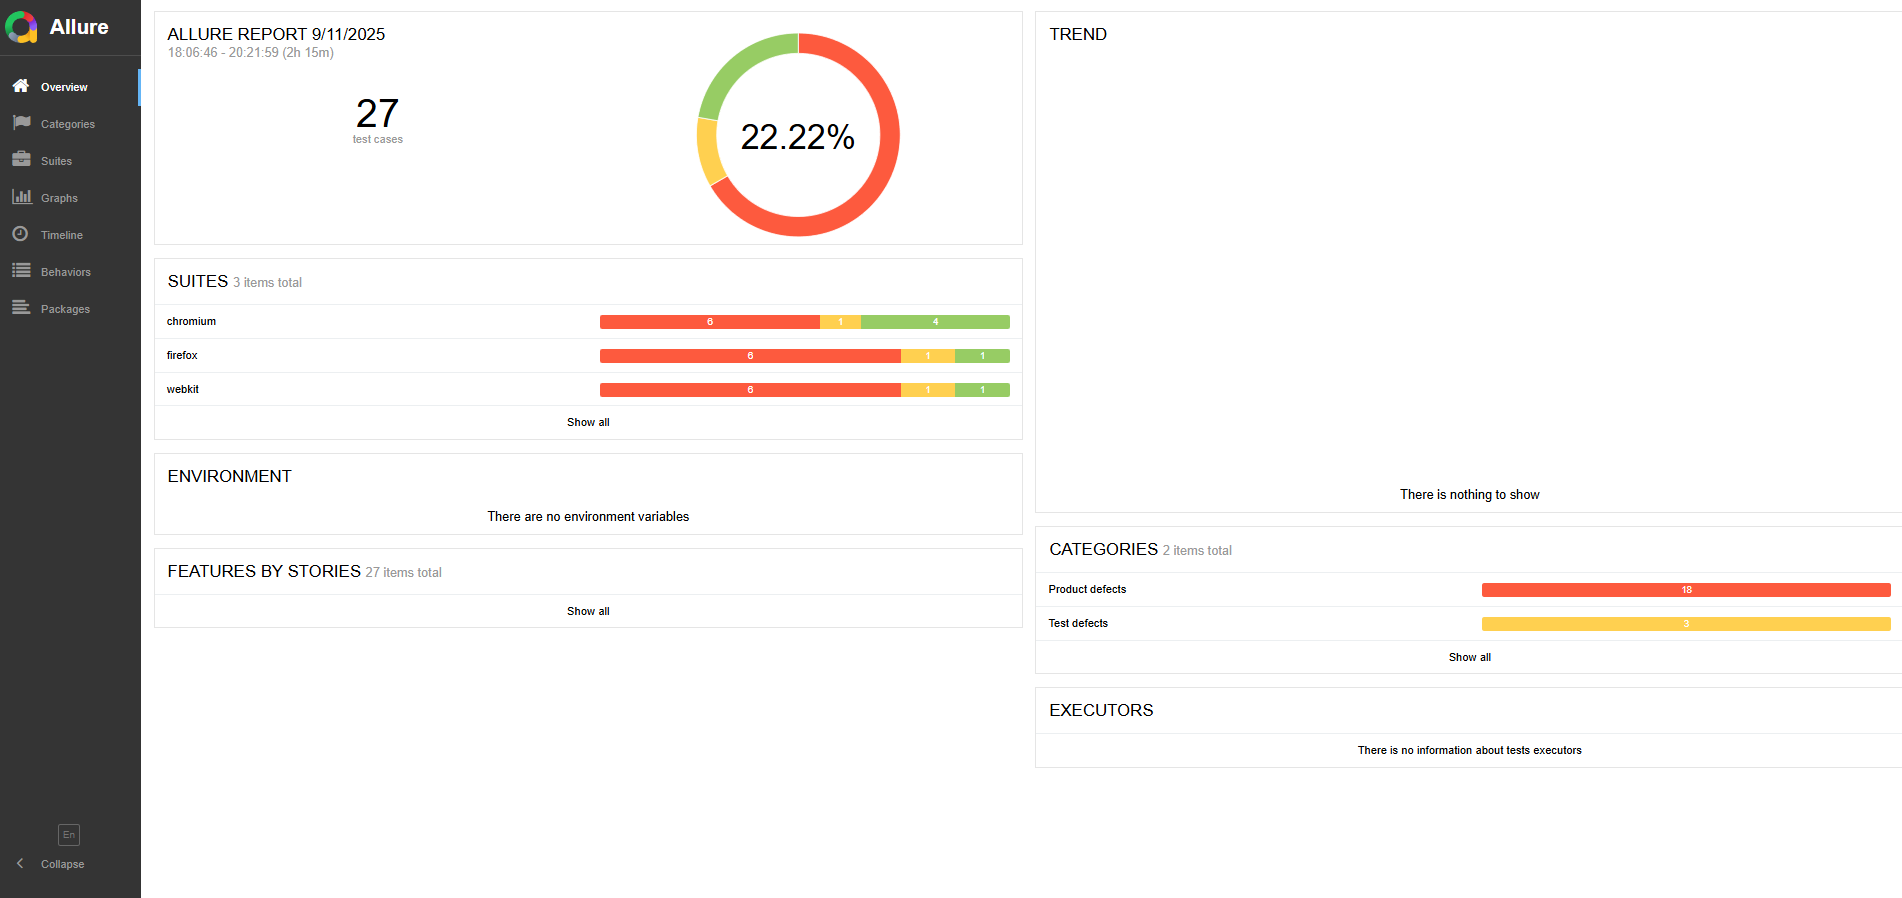 Allure
Overview
Categories
Suites
Graphs
Timeline
Behaviors
Packages
En
Collapse
ALLURE REPORT 9/11/2025
18:06:46 - 20:21:59 (2h 15m)
27
test cases
22.22%
SUITES 3 items total
chromium 6 1 4
firefox 6 1 1
webkit 6 1 1
Show all
ENVIRONMENT
There are no environment variables
FEATURES BY STORIES 27 items total
Show all
TREND
There is nothing to show
CATEGORIES 2 items total
Product defects 18
Test defects 3
Show all
EXECUTORS
There is no information about tests executors